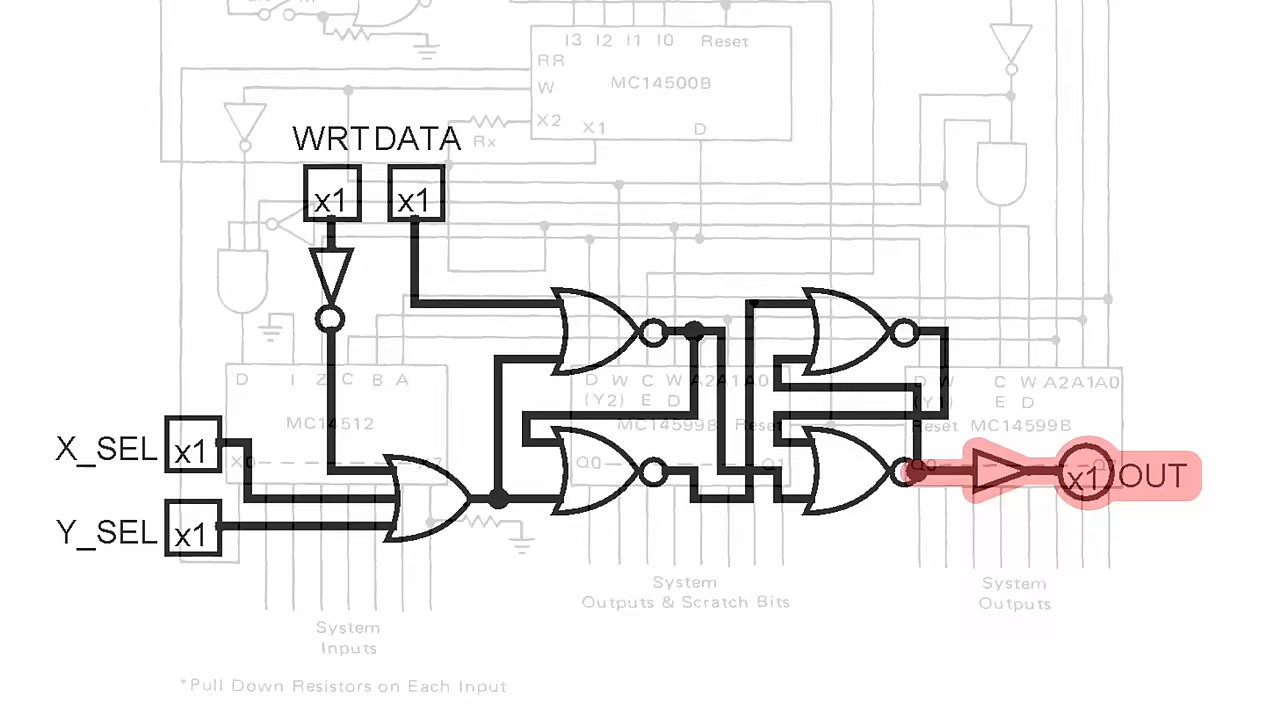 I3 I2 I1 I0 Reset
RR
MC14500B
W
X2
Rx
X1
D
WRT DATA
x1 x1
D I Z C B A
D W C W A2 A1 A0
(Y2) E D
D W C W A2 A1 A0
(Y1) E D
MC14512
MC14599B
Reset
Reset
MC14599B
X_SEL x1
X0
Z
Q0
Q1
Q0
Q7
x1 OUT
Y_SEL x1
System
Outputs & Scratch Bits
System
Outputs
System
Inputs
*Pull Down Resistors on Each Input